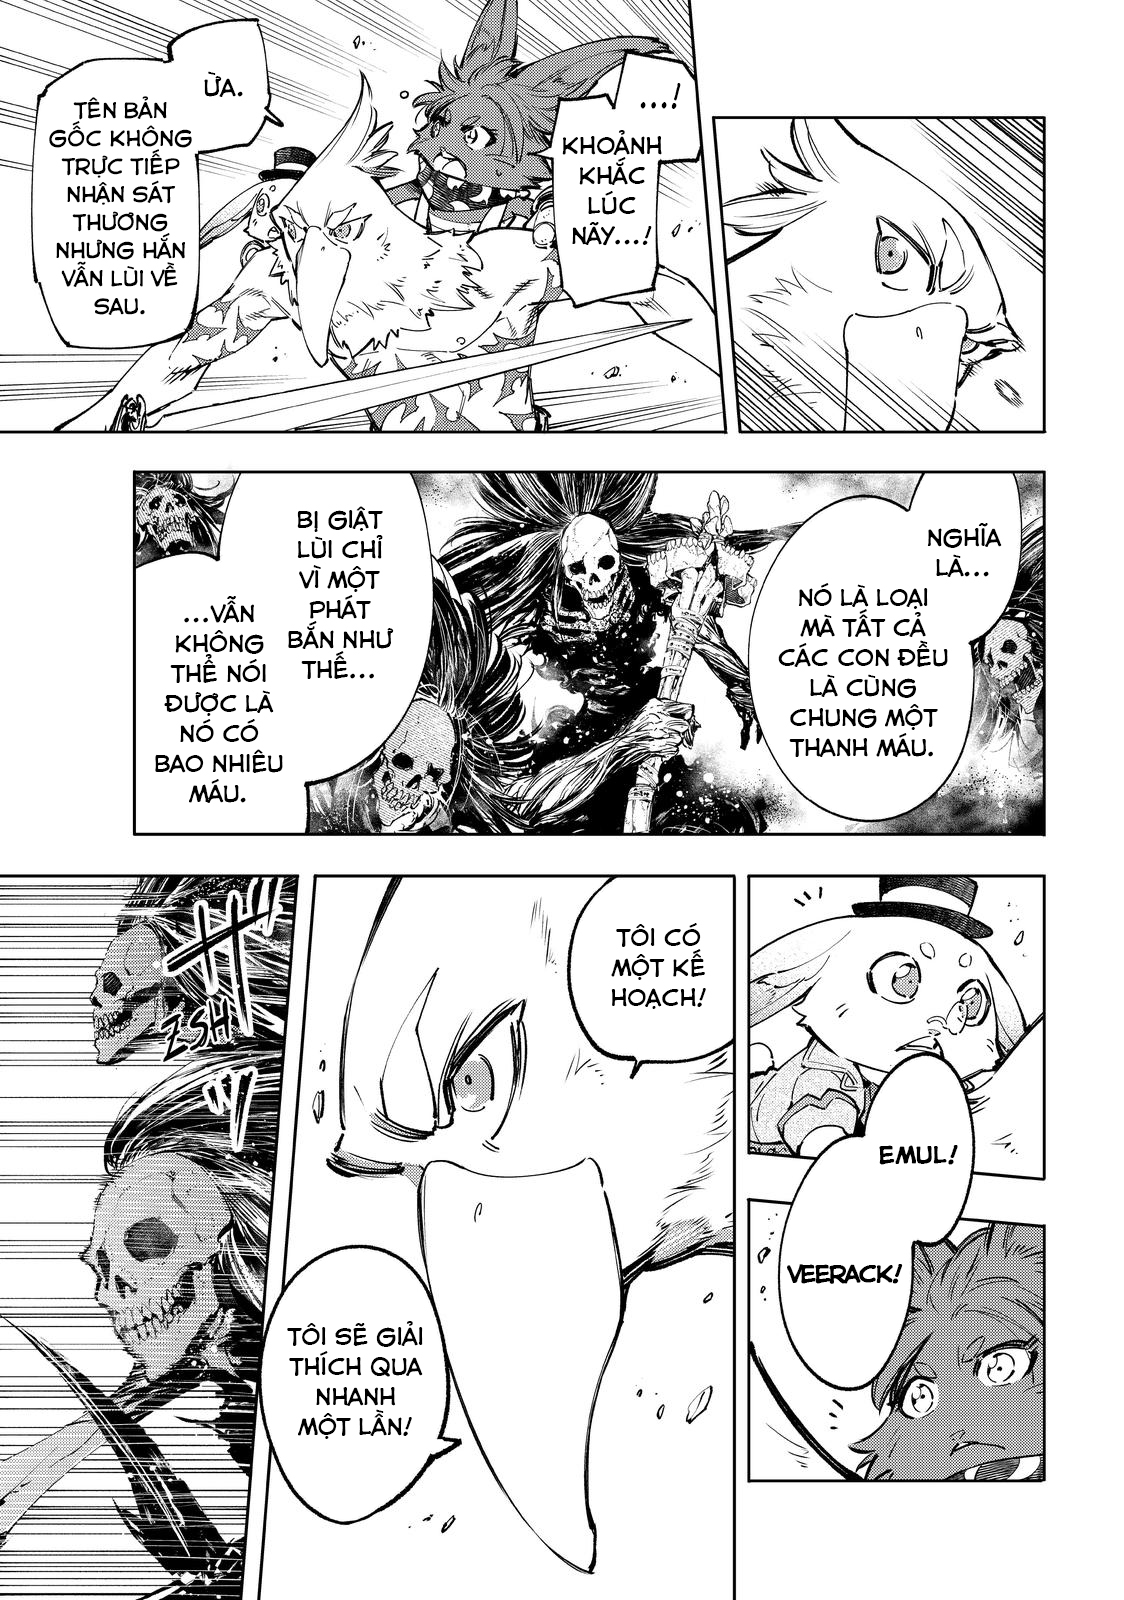 ...!
KHOẢNH
KHẮC
LÚC
NÃY...!
ỪA.
TÊN BẢN
GỐC KHÔNG
TRỰC TIẾP
NHẬN SÁT
THƯƠNG
NHƯNG HẮN
VẪN LÙI VỀ
SAU.
NGHĨA
LÀ...
NÓ LÀ LOẠI
MÀ TẤT CẢ
CÁC CON ĐỀU
LÀ CÙNG
CHUNG MỘT
THANH MÁU.
BỊ GIẬT
LÙI CHỈ
VÌ MỘT
PHÁT
BẮN NHƯ
THẾ...
...VẪN
KHÔNG
THỂ NÓI
ĐƯỢC LÀ
NÓ CÓ
BAO NHIÊU
MÁU.
EMUL!
VEERACK!
TÔI CÓ
MỘT KẾ
HOẠCH!
TÔI SẼ GIẢI
THÍCH QUA
NHANH
MỘT LẦN!
ザザッ
ZSH